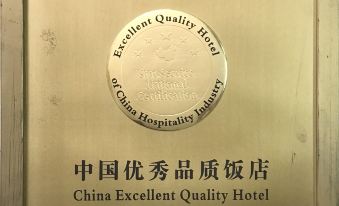 Excellent Quality Hotel
of China Hospitality Industry
中国优秀品质饭店
China Excellent Quality Hotel